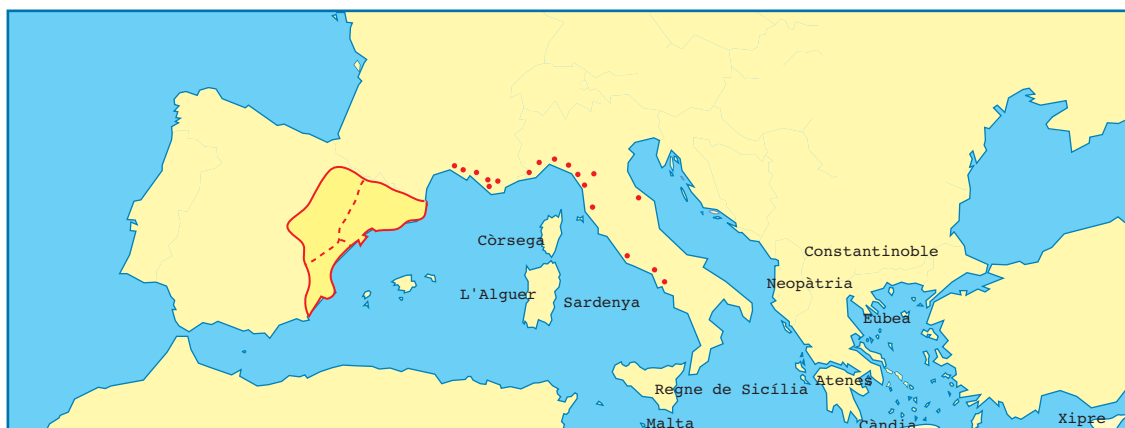 Còrsega
Constantinoble
Neopàtria
L'Alguer
Sardenya
Eubea
Atenes
Regne de Sicília
Xipre
Malta
Càndia